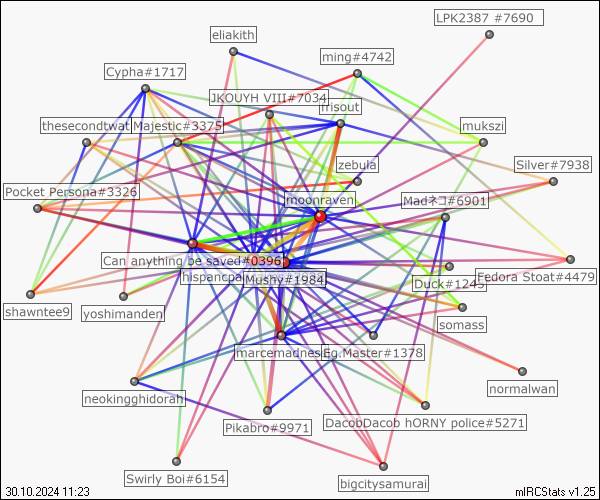 LPK2387 #7690
eliakith
ming#4742
Cypha#1717
JKOUYH VIII#7034
misout
thesecondtwat
Majestic#3375
mukszi
zebula
Silver#7938
Pocket Persona#3326
moonraven
Madネコ#6901
Can anything be saved#0396
Fedora Stoat#4479
Mushy#1984
Duck#1245
shawntee9
yoshimanden
somass
marcemadness
Eg.Master#1378
normalwan
neokingghidorah
Pikabro#9971
DacobDacob hORNY police#5271
Swirly Boi#6154
bigcitysamurai
30.10.2024 11:23
mIRCStats v1.25